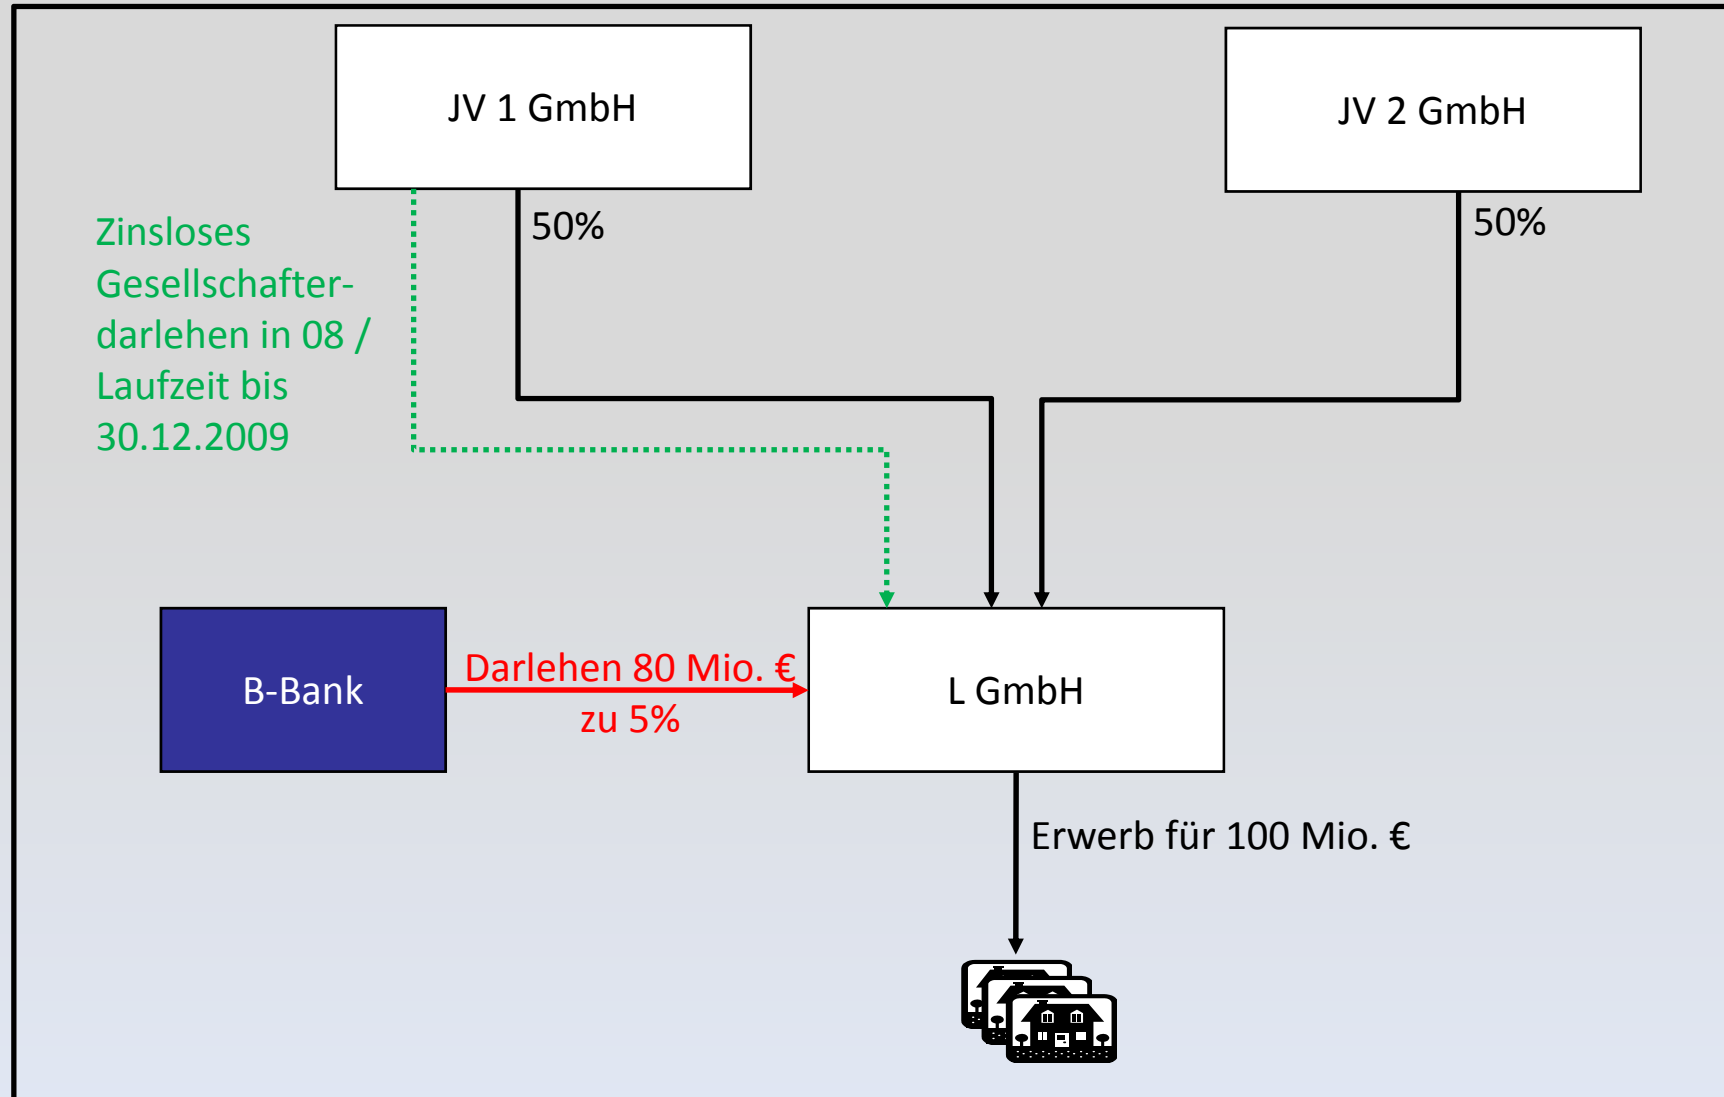 JV 1 GmbH
JV 2 GmbH
50%
50%
Zinsloses
Gesellschafter-
darlehen in 08 /
Laufzeit bis
30.12.2009
B-Bank
Darlehen 80 Mio. €
zu 5%
L GmbH
Erwerb für 100 Mio. €